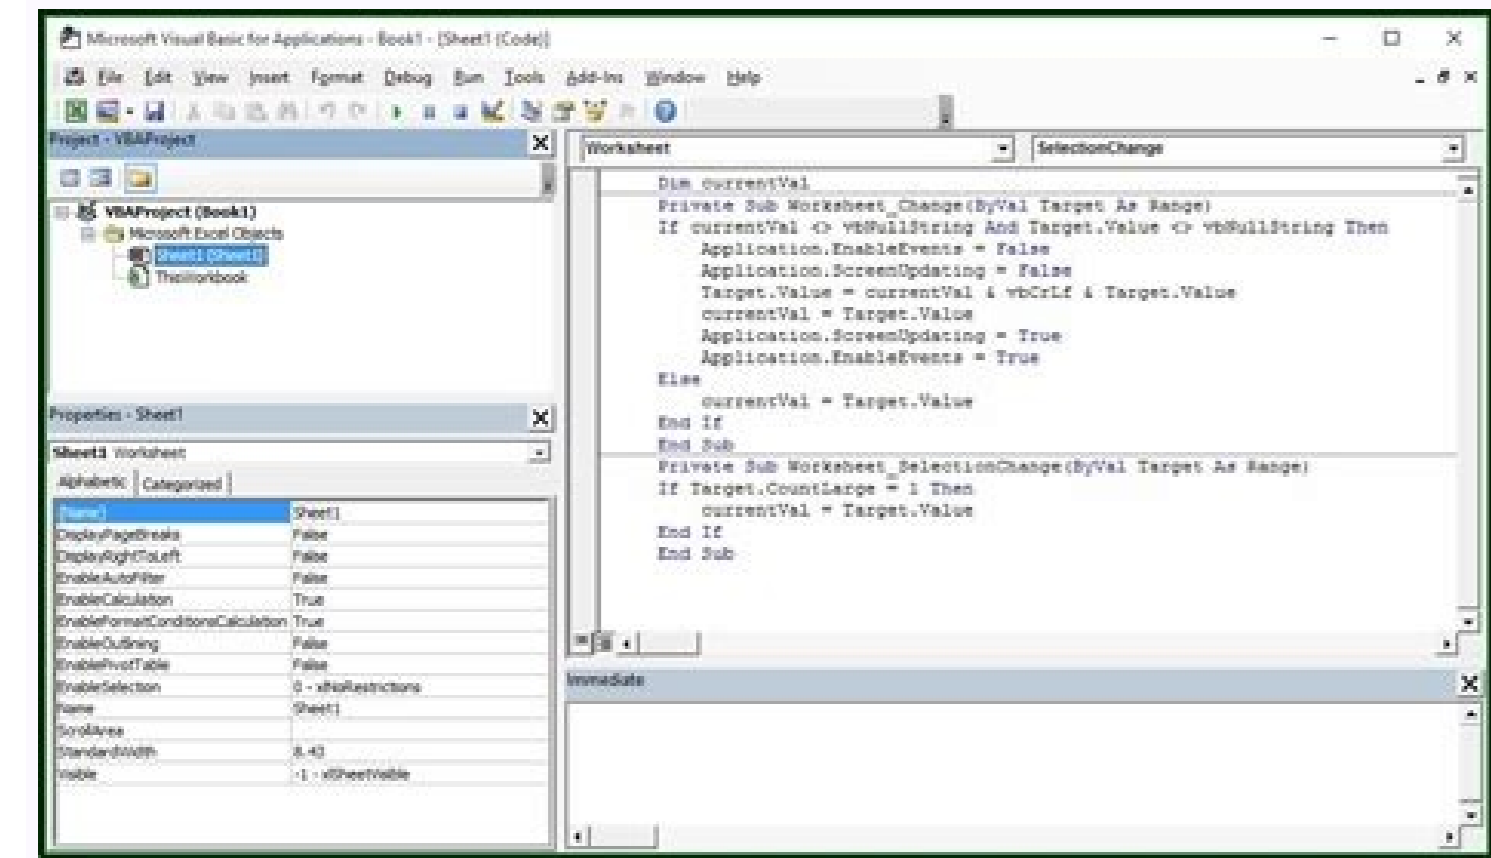 Microsoft Visual Basic for Applications - Book1 - [Sheet1 (Code)]
File Edit View Insert Format Debug Run Tools Add-Ins Window Help
Project - VBAProject
VBAProject (Book1)
Microsoft Excel Objects
Sheet1 (Sheet1)
ThisWorkbook
Properties - Sheet1
Sheet1 Worksheet
Alphabetic Categorized
(Name) Sheet1
DisplayPageBreaks False
DisplayRightToLeft False
EnableAutoFilter False
EnableCalculation True
EnableFormatConditionsCalculation True
EnableOutlining False
EnablePivotTable False
EnableSelection 0 - xlNoRestrictions
Name Sheet1
ScrollArea
StandardWidth 8.43
Visible -1 - xlSheetVisible
Worksheet SelectionChange
Dim currentVal
Private Sub Worksheet_Change(ByVal Target As Range)
If currentVal <> vbNullString And Target.Value <> vbNullString Then
Application.EnableEvents = False
Application.ScreenUpdating = False
Target.Value = currentVal & vbCrLf & Target.Value
currentVal = Target.Value
Application.ScreenUpdating = True
Application.EnableEvents = True
Else
currentVal = Target.Value
End If
End Sub
Private Sub Worksheet_SelectionChange(ByVal Target As Range)
If Target.CountLarge = 1 Then
currentVal = Target.Value
End If
End Sub
Immediate